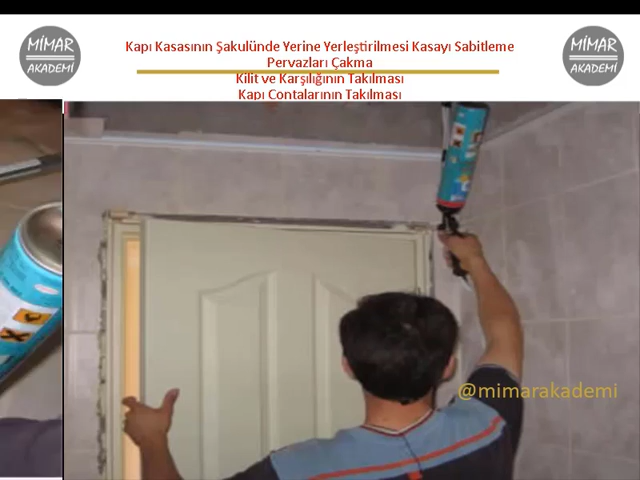 MİMAR
AKADEMİ
Kapı Kasasının Şakulünde Yerine Yerleştirilmesi Kasayı Sabitleme
Pervazları Çakma
Kilit ve Karşılığının Takılması
Kapı Contalarının Takılması
MİMAR
AKADEMİ
@mimarakademi